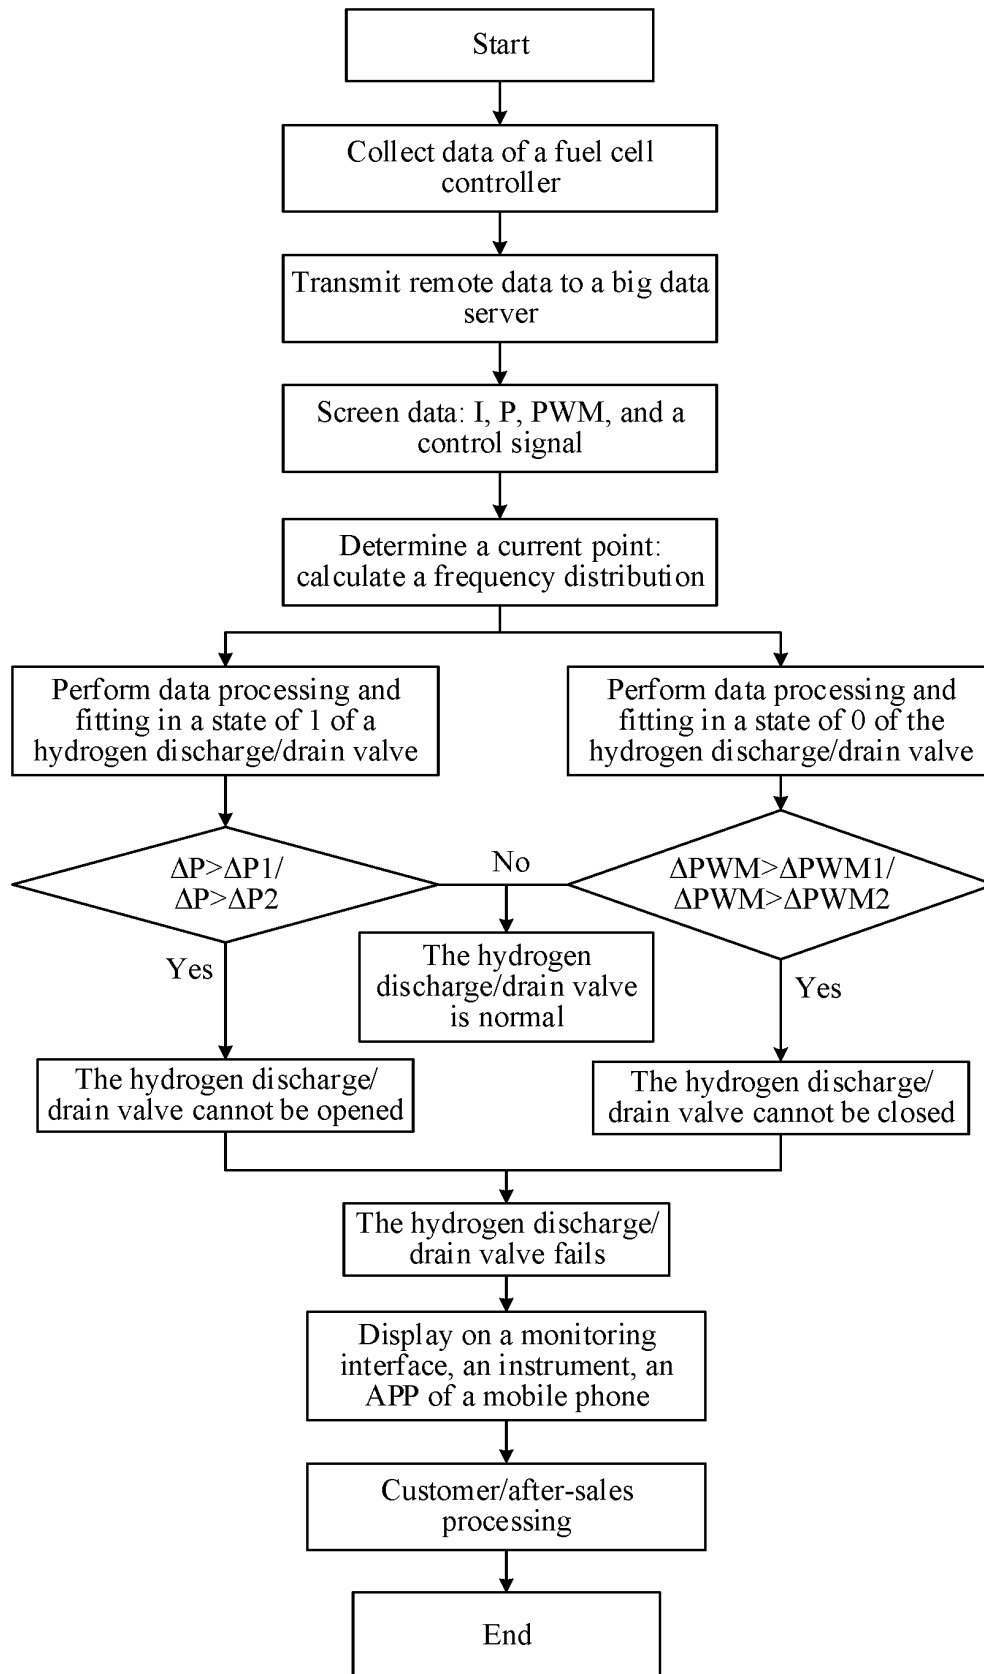 Start
Collect data of a fuel cell
controller
Transmit remote data to a big data
server
Screen data: I, P, PWM, and a
control signal
Determine a current point:
calculate a frequency distribution
Perform data processing and
fitting in a state of 1 of a
hydrogen discharge/drain valve
Perform data processing and
fitting in a state of 0 of the
hydrogen discharge/drain valve
ΔP>ΔP1/
ΔP>ΔP2
No
ΔPWM>ΔPWM1/
ΔPWM>ΔPWM2
Yes
The hydrogen
discharge/drain valve
is normal
Yes
The hydrogen discharge/
drain valve cannot be opened
The hydrogen discharge/
drain valve cannot be closed
The hydrogen discharge/
drain valve fails
Display on a monitoring
interface, an instrument, an
APP of a mobile phone
Customer/after-sales
processing
End